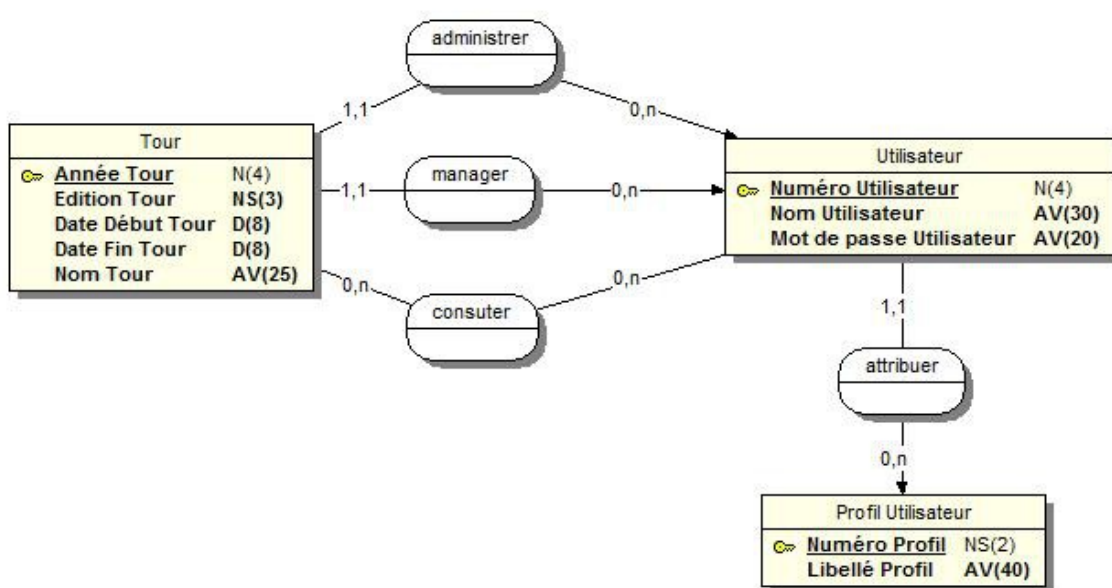 administrer
1,1
0,n
Tour
Année Tour N(4)
Edition Tour NS(3)
Date Début Tour D(8)
Date Fin Tour D(8)
Nom Tour AV(25)
1,1
manager
0,n
Utilisateur
Numéro Utilisateur N(4)
Nom Utilisateur AV(30)
Mot de passe Utilisateur AV(20)
0,n
consuter
0,n
1,1
attribuer
0,n
Profil Utilisateur
Numéro Profil NS(2)
Libellé Profil AV(40)